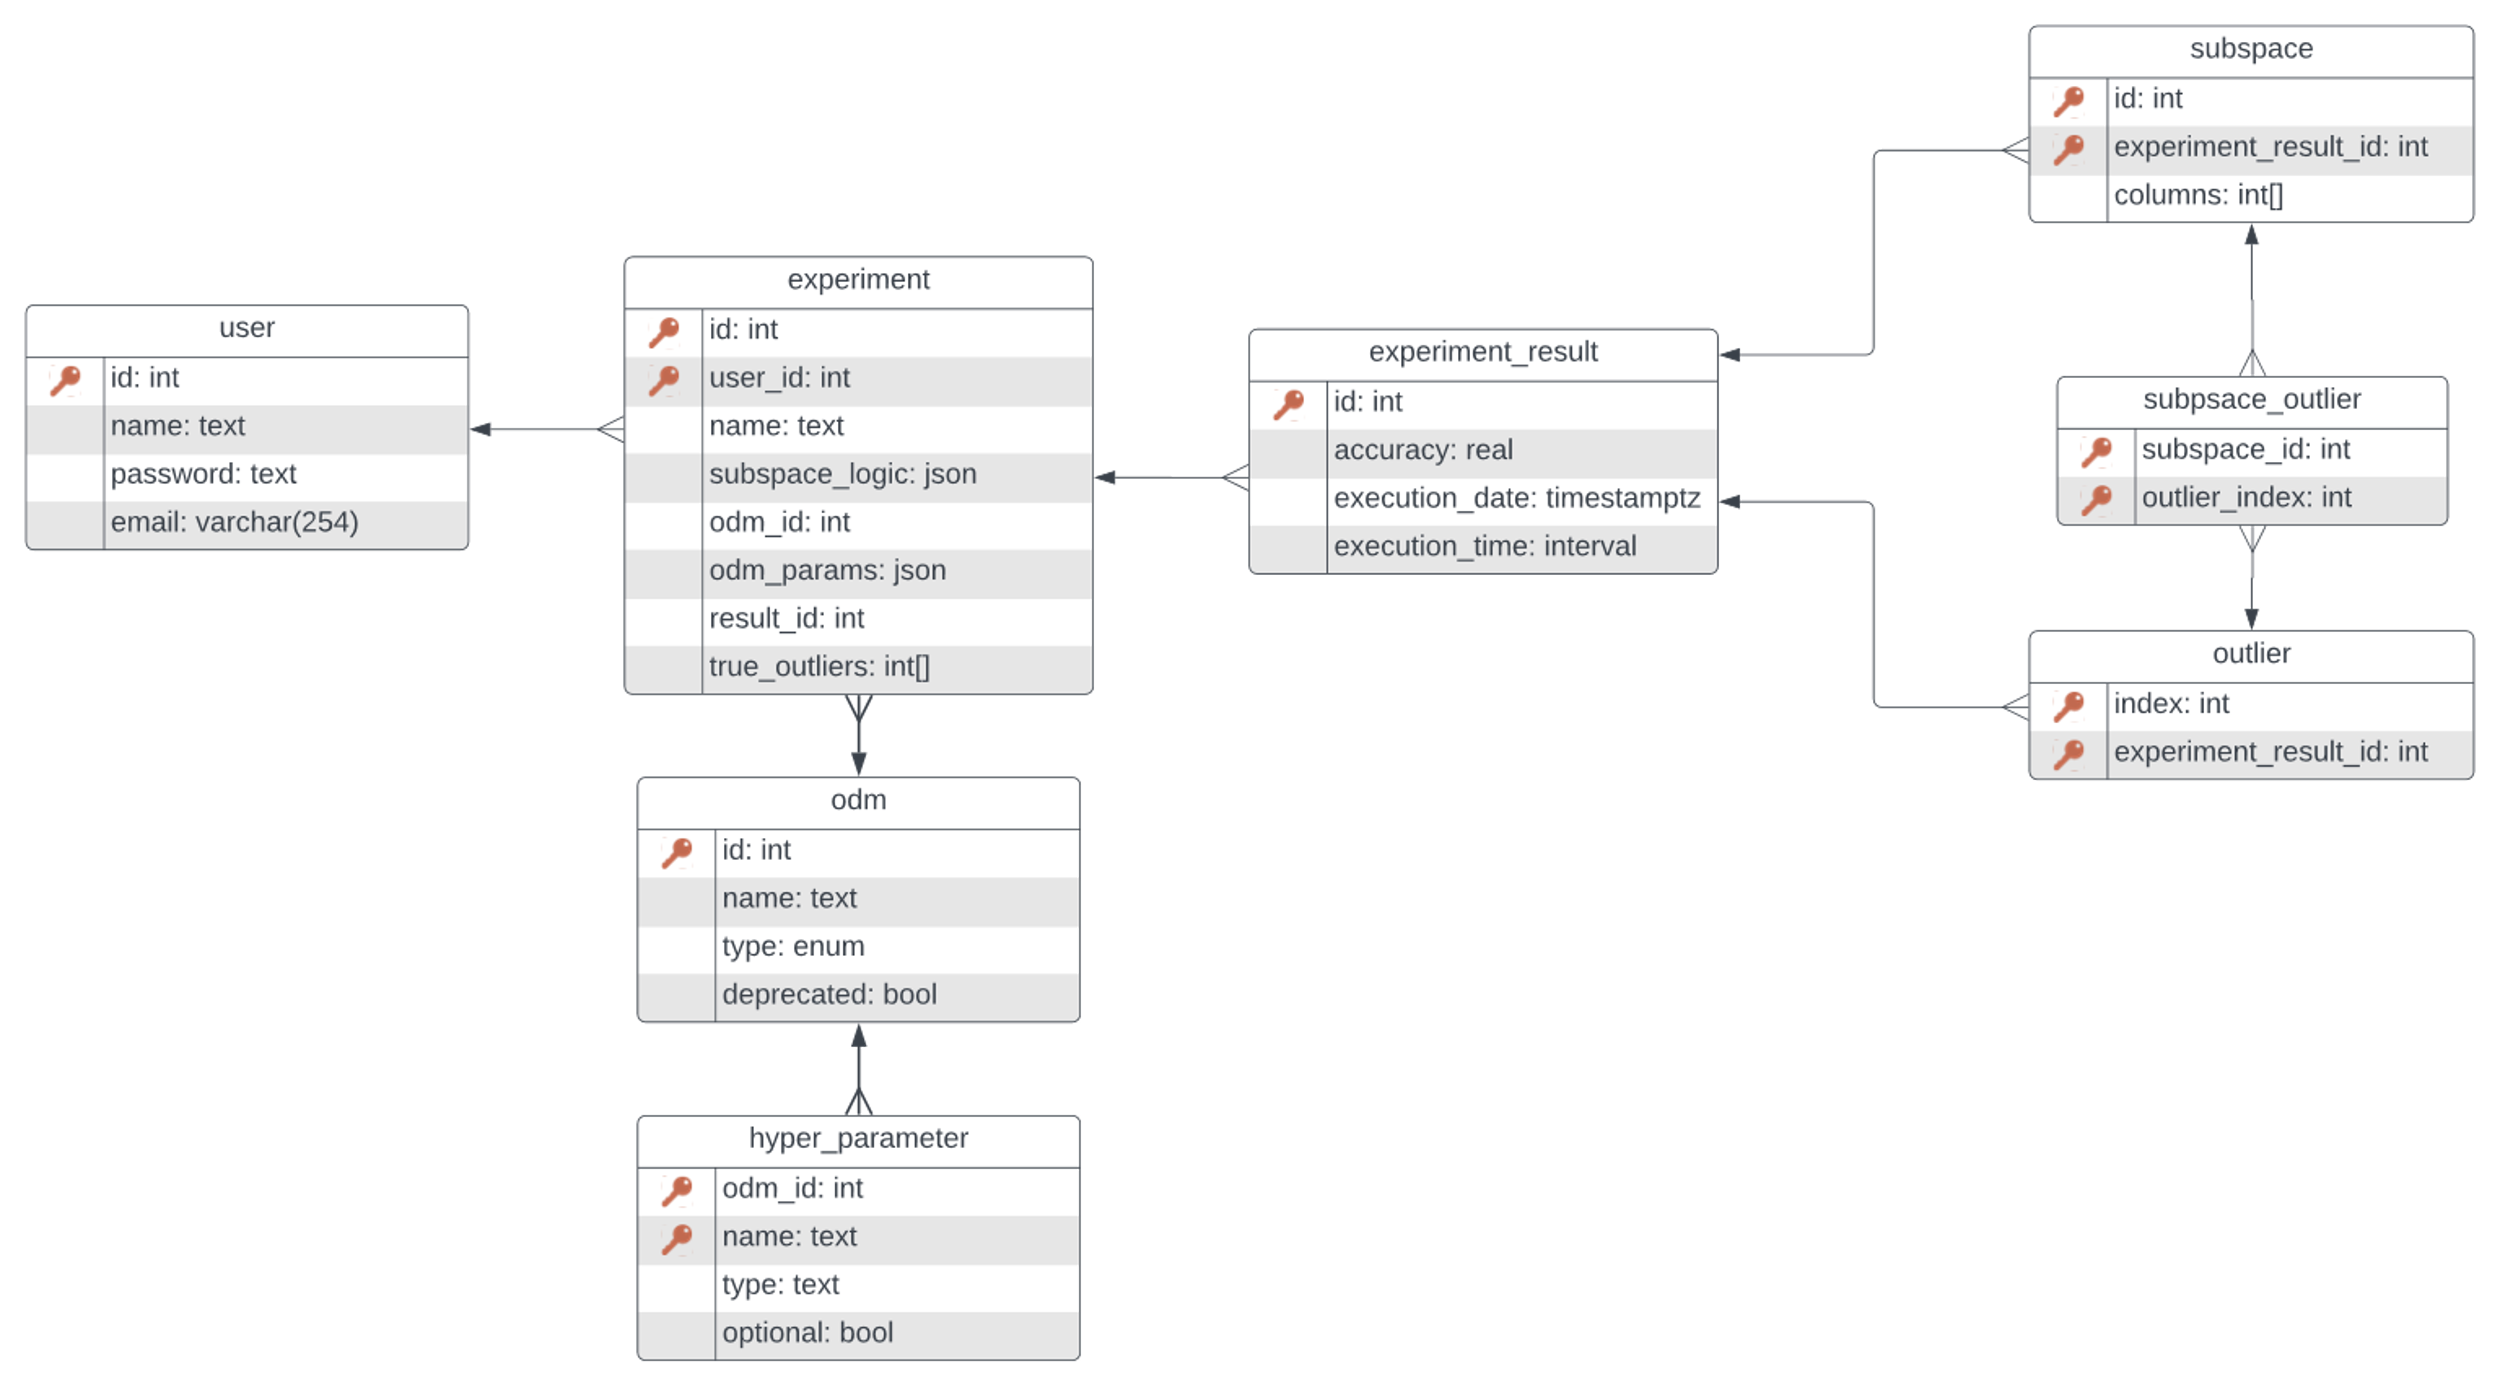 user
id: int
name: text
password: text
email: varchar(254)
experiment
id: int
user_id: int
name: text
subspace_logic: json
odm_id: int
odm_params: json
result_id: int
true_outliers: int[]
odm
id: int
name: text
type: enum
deprecated: bool
hyper_parameter
odm_id: int
name: text
type: text
optional: bool
experiment_result
id: int
accuracy: real
execution_date: timestamptz
execution_time: interval
subspace
id: int
experiment_result_id: int
columns: int[]
subpsace_outlier
subspace_id: int
outlier_index: int
outlier
index: int
experiment_result_id: int